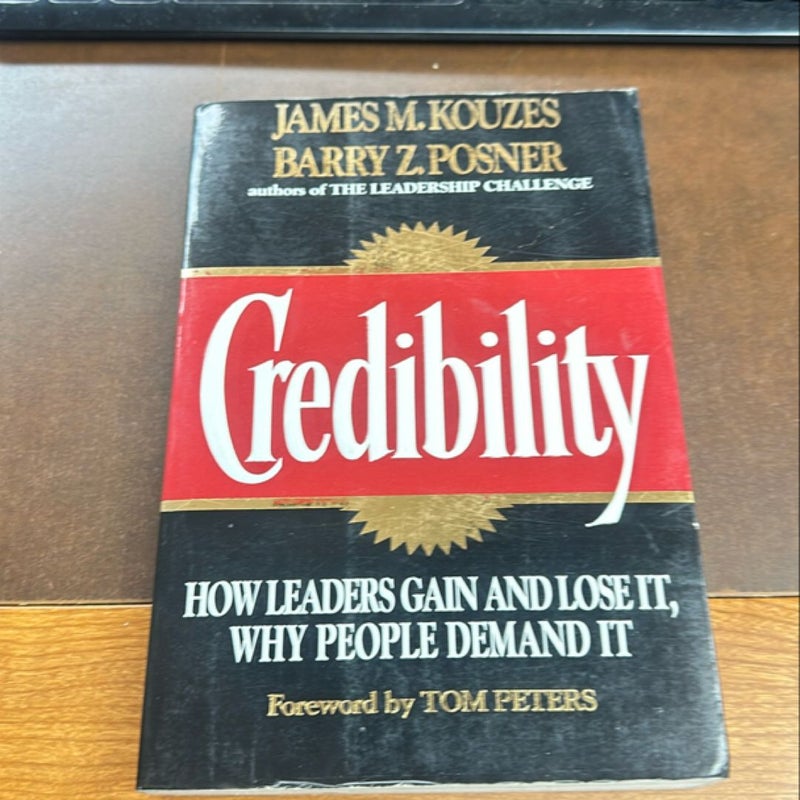 JAMES M. KOUZES
BARRY Z. POSNER
authors of THE LEADERSHIP CHALLENGE
Credibility
HOW LEADERS GAIN AND LOSE IT,
WHY PEOPLE DEMAND IT
Foreword by TOM PETERS